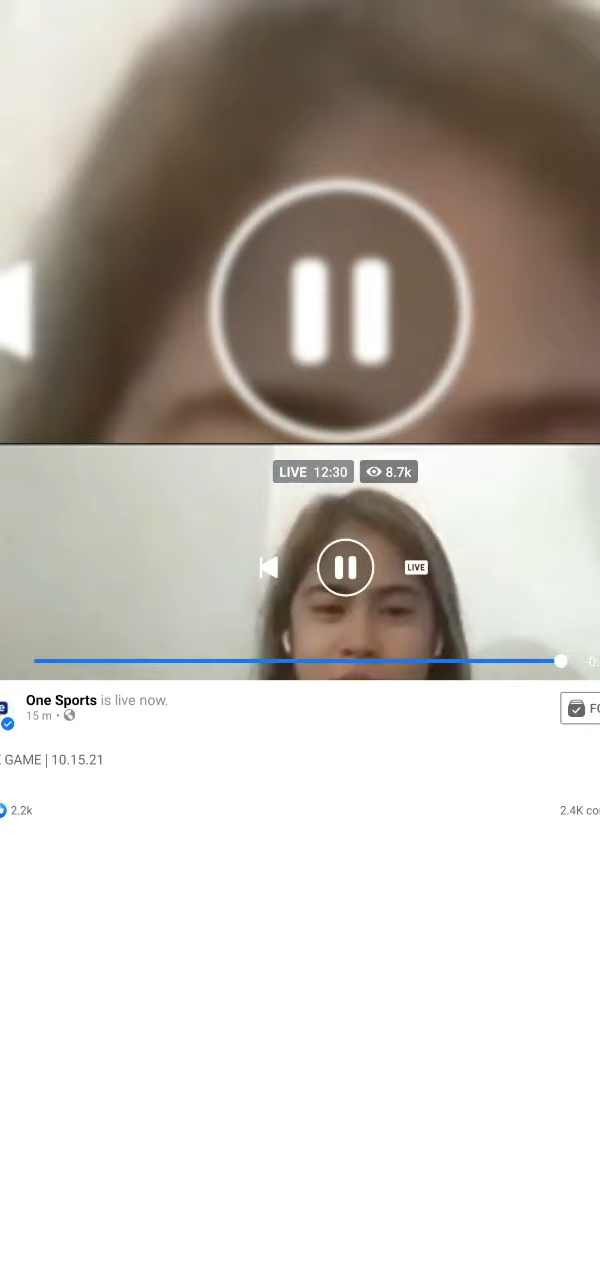 LIVE 12:30 8.7k
LIVE
One Sports is live now.
15 m
GAME | 10.15.21
2.2k
2.4K